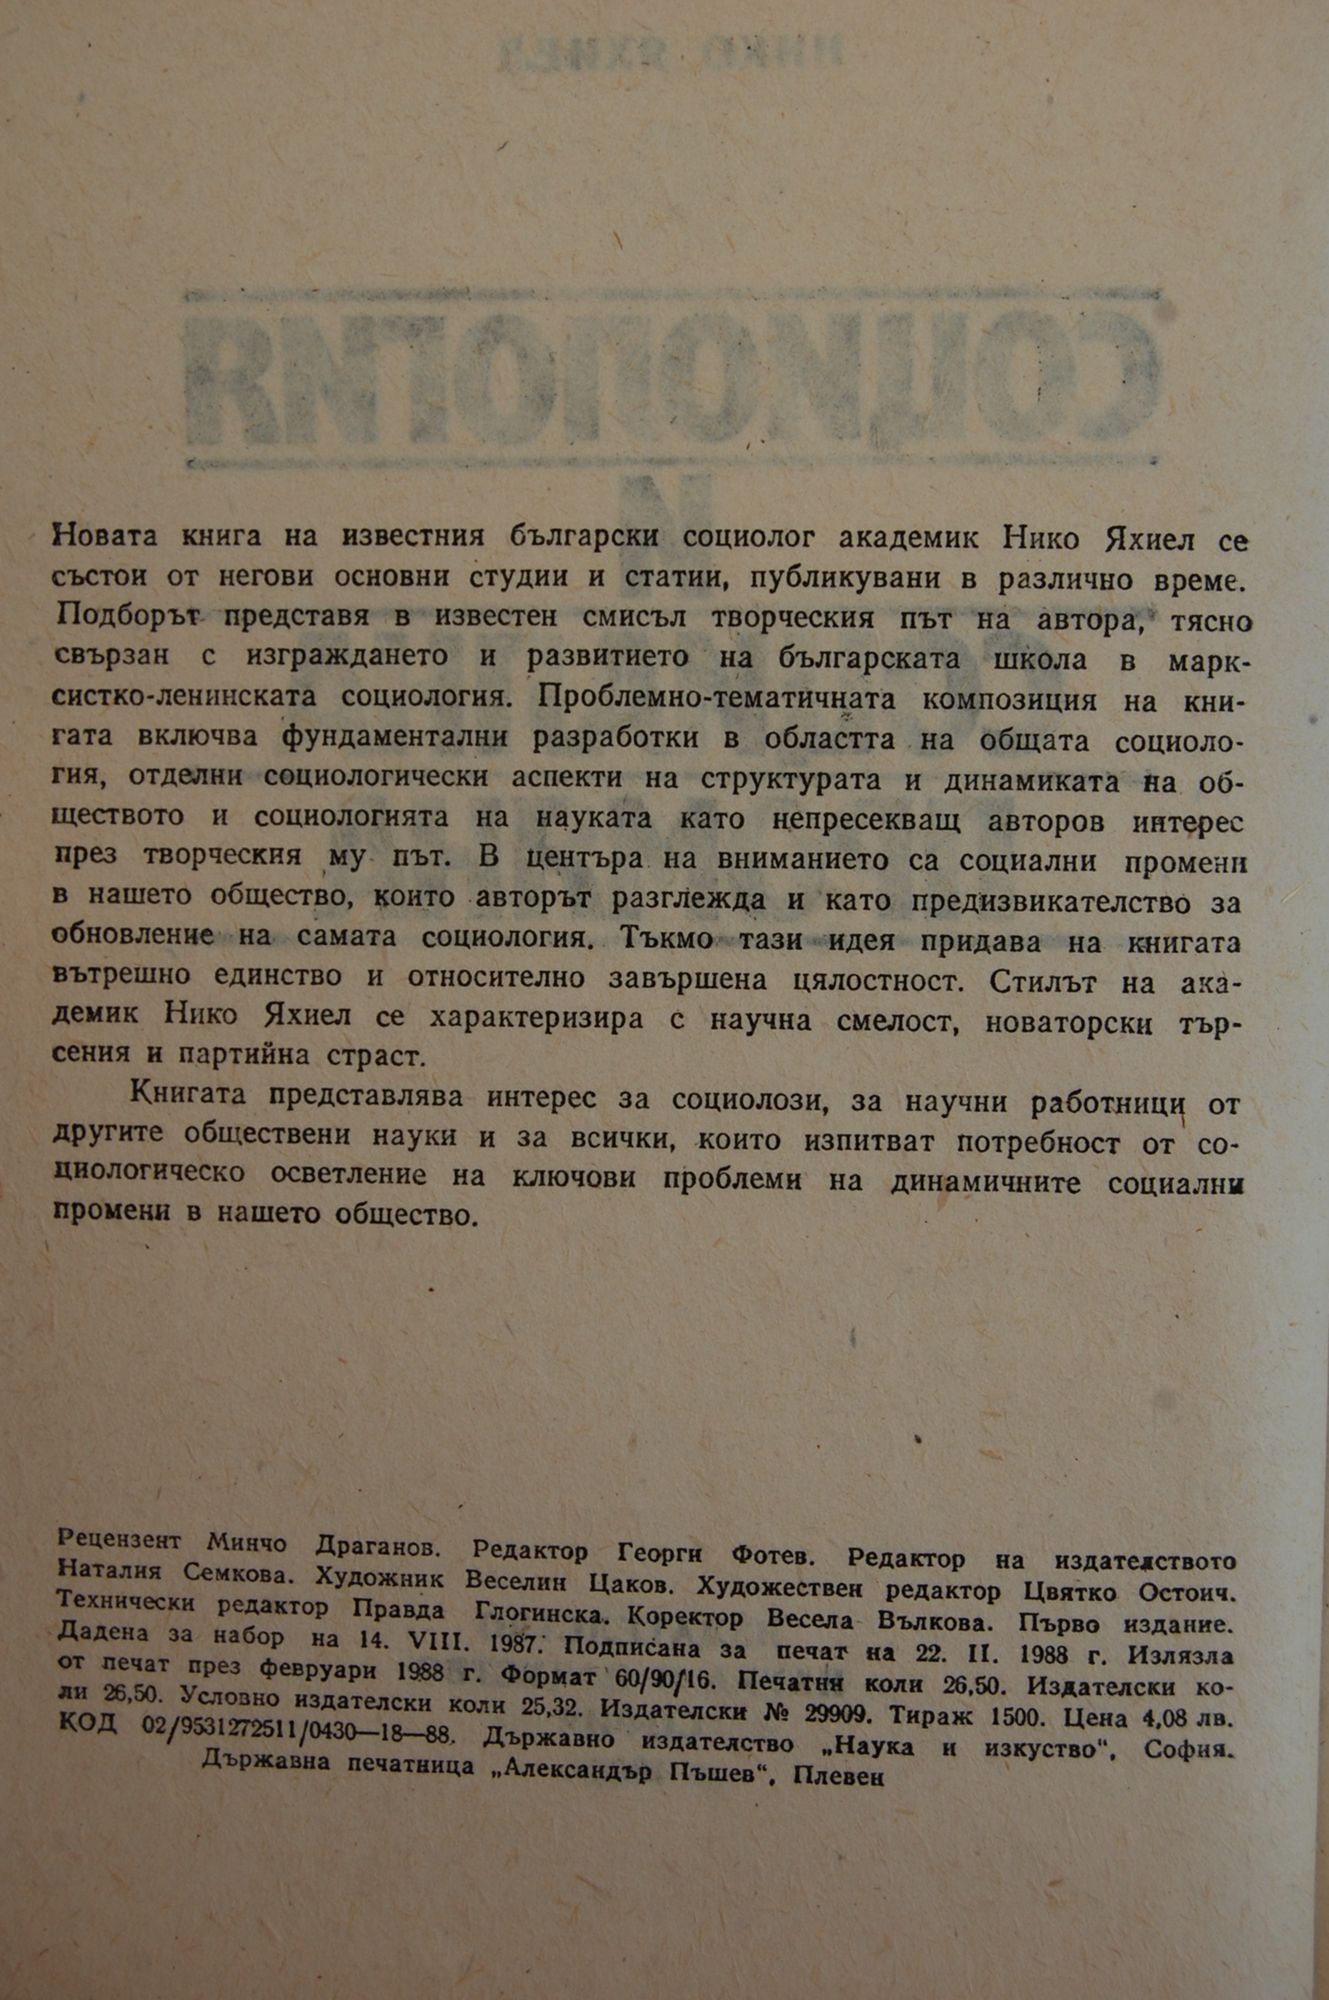 НИКО ЯХИЕЛ
СОЦИОЛОГИЯ
И
Новата книга на известния български социолог академик Нико Яхиел се
състои от негови основни студии и статии, публикувани в различно време.
Подборът представя в известен смисъл творческия път на автора, тясно
свързан с изграждането и развитието на българската школа в марк-
систко-ленинската социология. Проблемно-тематичната композиция на кни-
гата включва фундаментални разработки в областта на общата социоло-
гия, отделни социологически аспекти на структурата и динамиката на об-
ществото и социологията на науката като непресекващ авторов интерес
през творческия му път. В центъра на вниманието са социални промени
в нашето общество, които авторът разглежда и като предизвикателство за
обновление на самата социология. Тъкмо тази идея придава на книгата
вътрешно единство и относително завършена цялостност. Стилът на ака-
демик Нико Яхиел се характеризира с научна смелост, новаторски тър-
сения и партийна страст.
Книгата представлява интерес за социолози, за научни работници от
другите обществени науки и за всички, които изпитват потребност от со-
циологическо осветление на ключови проблеми на динамичните социални
промени в нашето общество.
Рецензент Минчо Драганов. Редактор Георги Фотев. Редактор на издателството
Наталия Семкова. Художник Веселин Цаков. Художествен редактор Цвятко Остоич.
Технически редактор Правда Глогинска. Коректор Весела Вълкова. Първо издание.
Дадена за набор на 14. VIII. 1987. Подписана за печат на 22. II. 1988 г. Излязла
от печат през февруари 1988 г. Формат 60/90/16. Печатни коли 26,50. Издателски ко-
ли 26,50. Условно издателски коли 25,32. Издателски № 29909. Тираж 1500. Цена 4,08 лв.
КОД 02/9531272511/0430—18—88. Държавно издателство „Наука и изкуство“, София.
Държавна печатница „Александър Пъшев“, Плевен